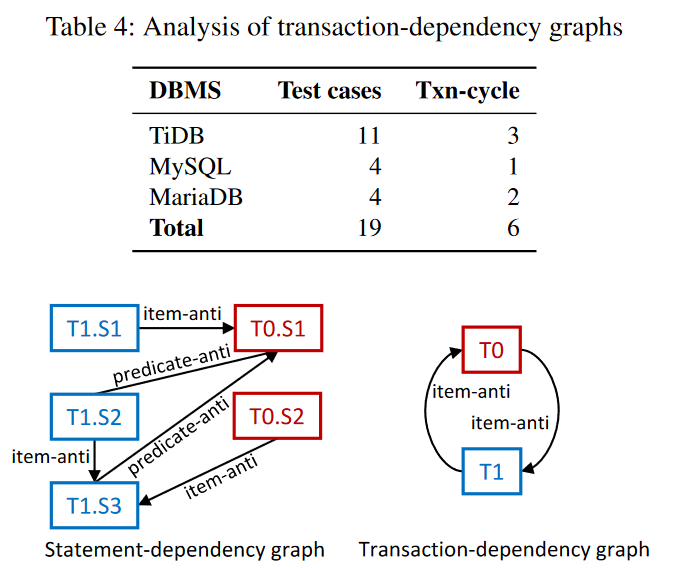 Table 4: Analysis of transaction-dependency graphs
DBMS Test cases Txn-cycle
TiDB 11 3
MySQL 4 1
MariaDB 4 2
Total 19 6
T1.S1 item-anti T0.S1
predicate-anti
T1.S2 T0.S2
item-anti predicate-anti
item-anti
T1.S3
Statement-dependency graph
T0
item-anti
item-anti
T1
Transaction-dependency graph